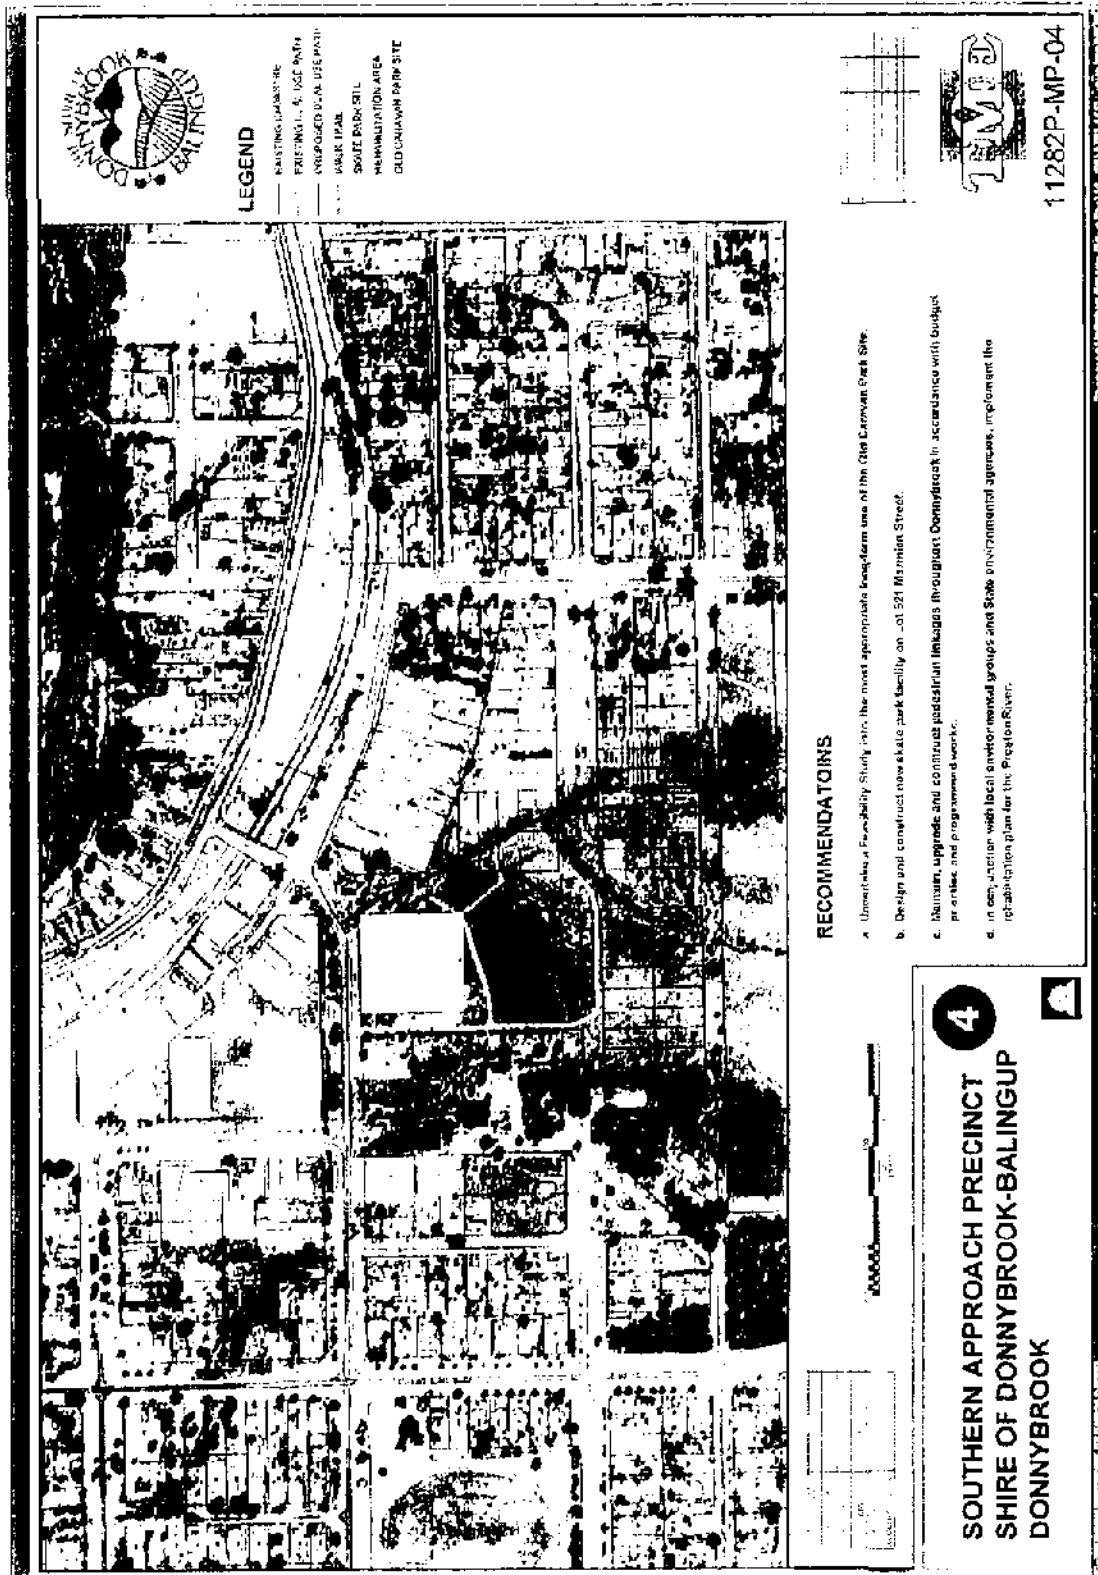 SHIRE OF
DONNYBROOK
BALINGUP
LEGEND
EXISTING CADASTRE
EXISTING DUAL USE PATH
PROPOSED DUAL USE PATH
WALK TRAIL
SKATE PARK SITE
REHABILITATION AREA
OLD CARAVAN PARK SITE
RECOMMENDATOINS
a. Undertake a Feasibility Study into the most appropriate long-term use of the Old Caravan Park Site.
b. Design and construct new skate park facility on Lot 521 Marmion Street.
c. Maintain, upgrade and construct pedestrian linkages throughout Donnybrook in accordance with budget
priorities and programmed works.
d. In conjunction with local environmental groups and State environmental agencies, implement the
rehabilitation plan for the Preston River.
SOUTHERN APPROACH PRECINCT
SHIRE OF DONNYBROOK-BALINGUP
DONNYBROOK
4
11282P-MP-04